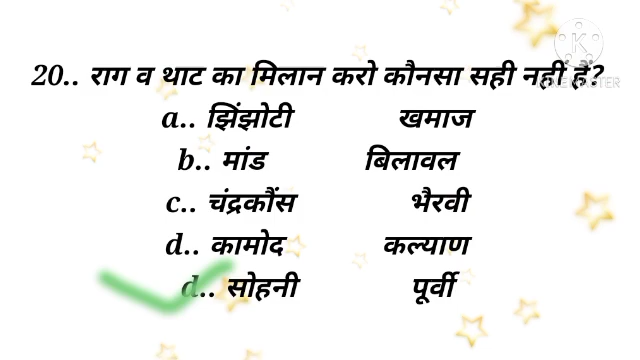 20.. राग व थाट का मिलान करो कौनसा सही नहीं है?
a.. झिंझोटी खमाज
b.. मांड बिलावल
c.. चंद्रकौंस भैरवी
d.. कामोद कल्याण
d.. सोहनी पूर्वी